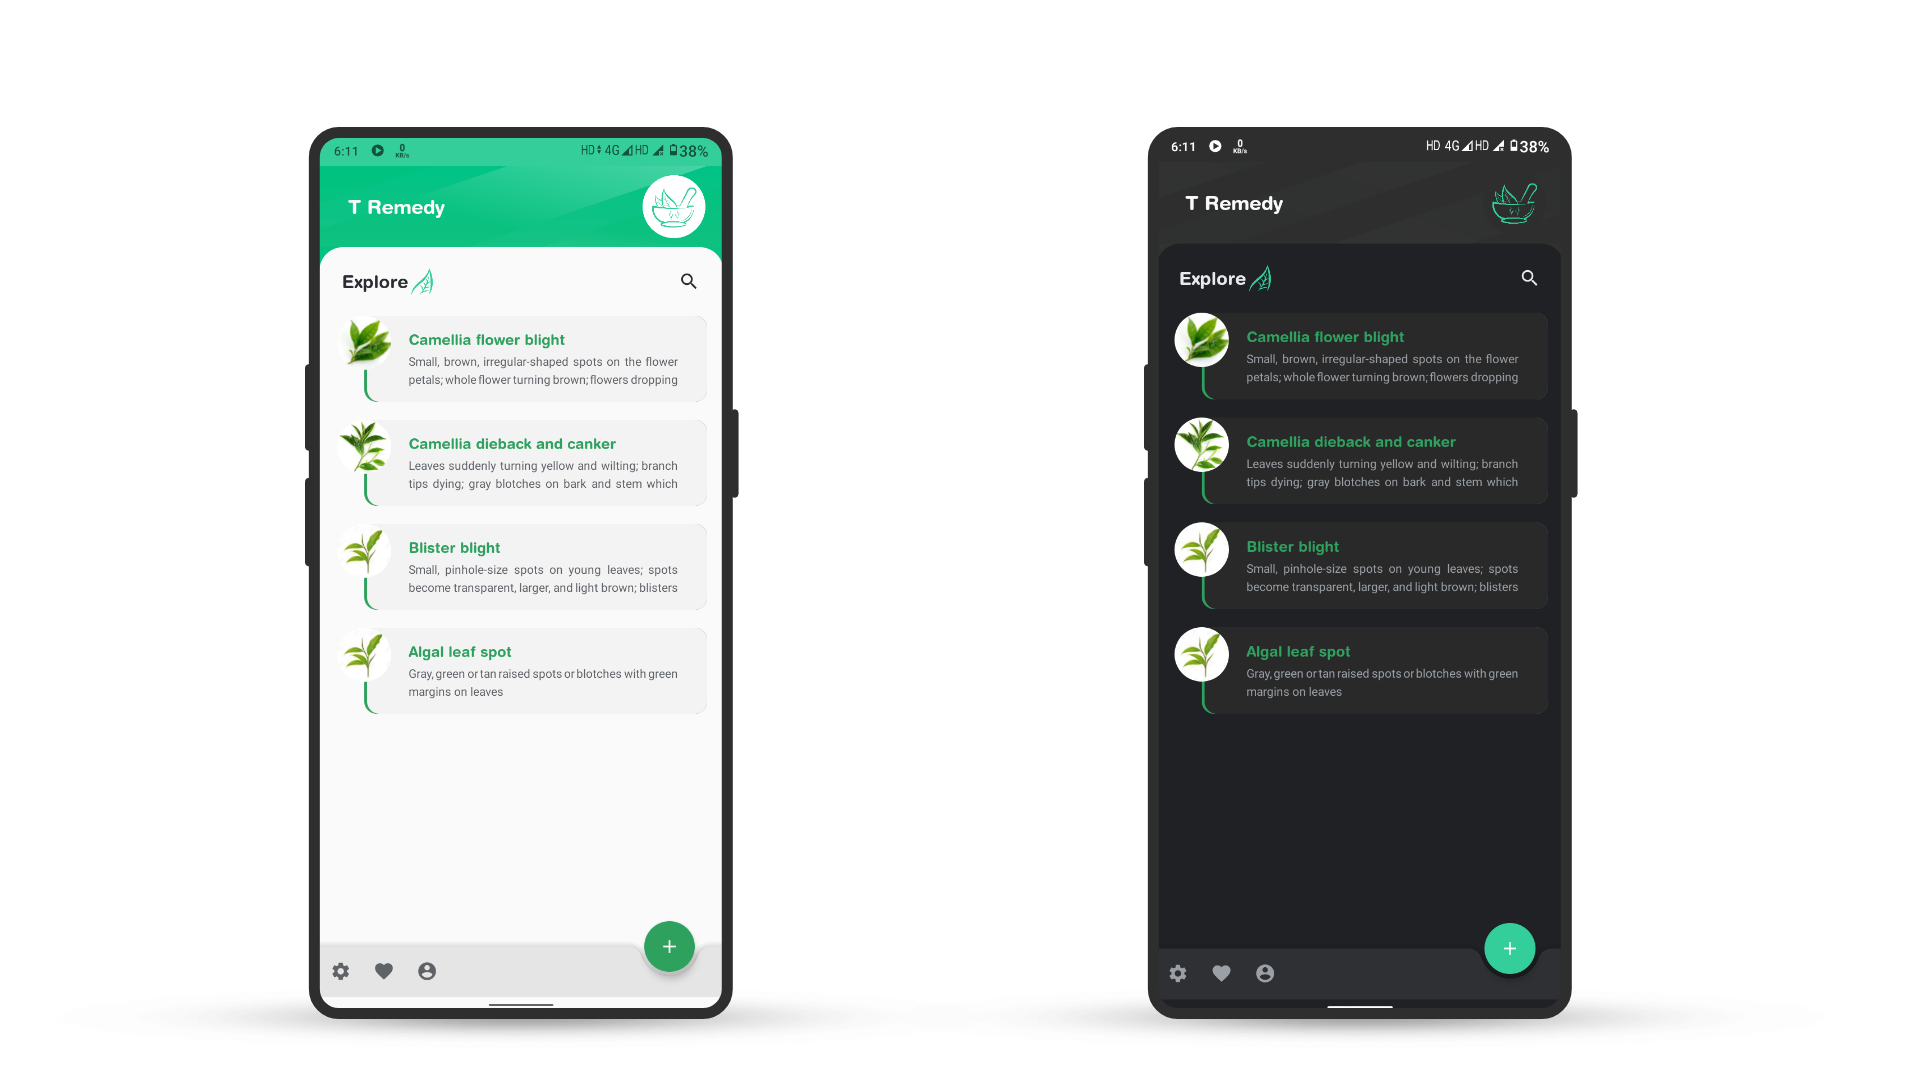 6:11 0 KB/s HD 4G HD 38%
T Remedy
Explore
Camellia flower blight
Small, brown, irregular-shaped spots on the flower
petals; whole flower turning brown; flowers dropping
Camellia dieback and canker
Leaves suddenly turning yellow and wilting; branch
tips dying; gray blotches on bark and stem which
Blister blight
Small, pinhole-size spots on young leaves; spots
become transparent, larger, and light brown; blisters
Algal leaf spot
Gray, green or tan raised spots or blotches with green
margins on leaves
6:11 0 KB/s HD 4G HD 38%
T Remedy
Explore
Camellia flower blight
Small, brown, irregular-shaped spots on the flower
petals; whole flower turning brown; flowers dropping
Camellia dieback and canker
Leaves suddenly turning yellow and wilting; branch
tips dying; gray blotches on bark and stem which
Blister blight
Small, pinhole-size spots on young leaves; spots
become transparent, larger, and light brown; blisters
Algal leaf spot
Gray, green or tan raised spots or blotches with green
margins on leaves